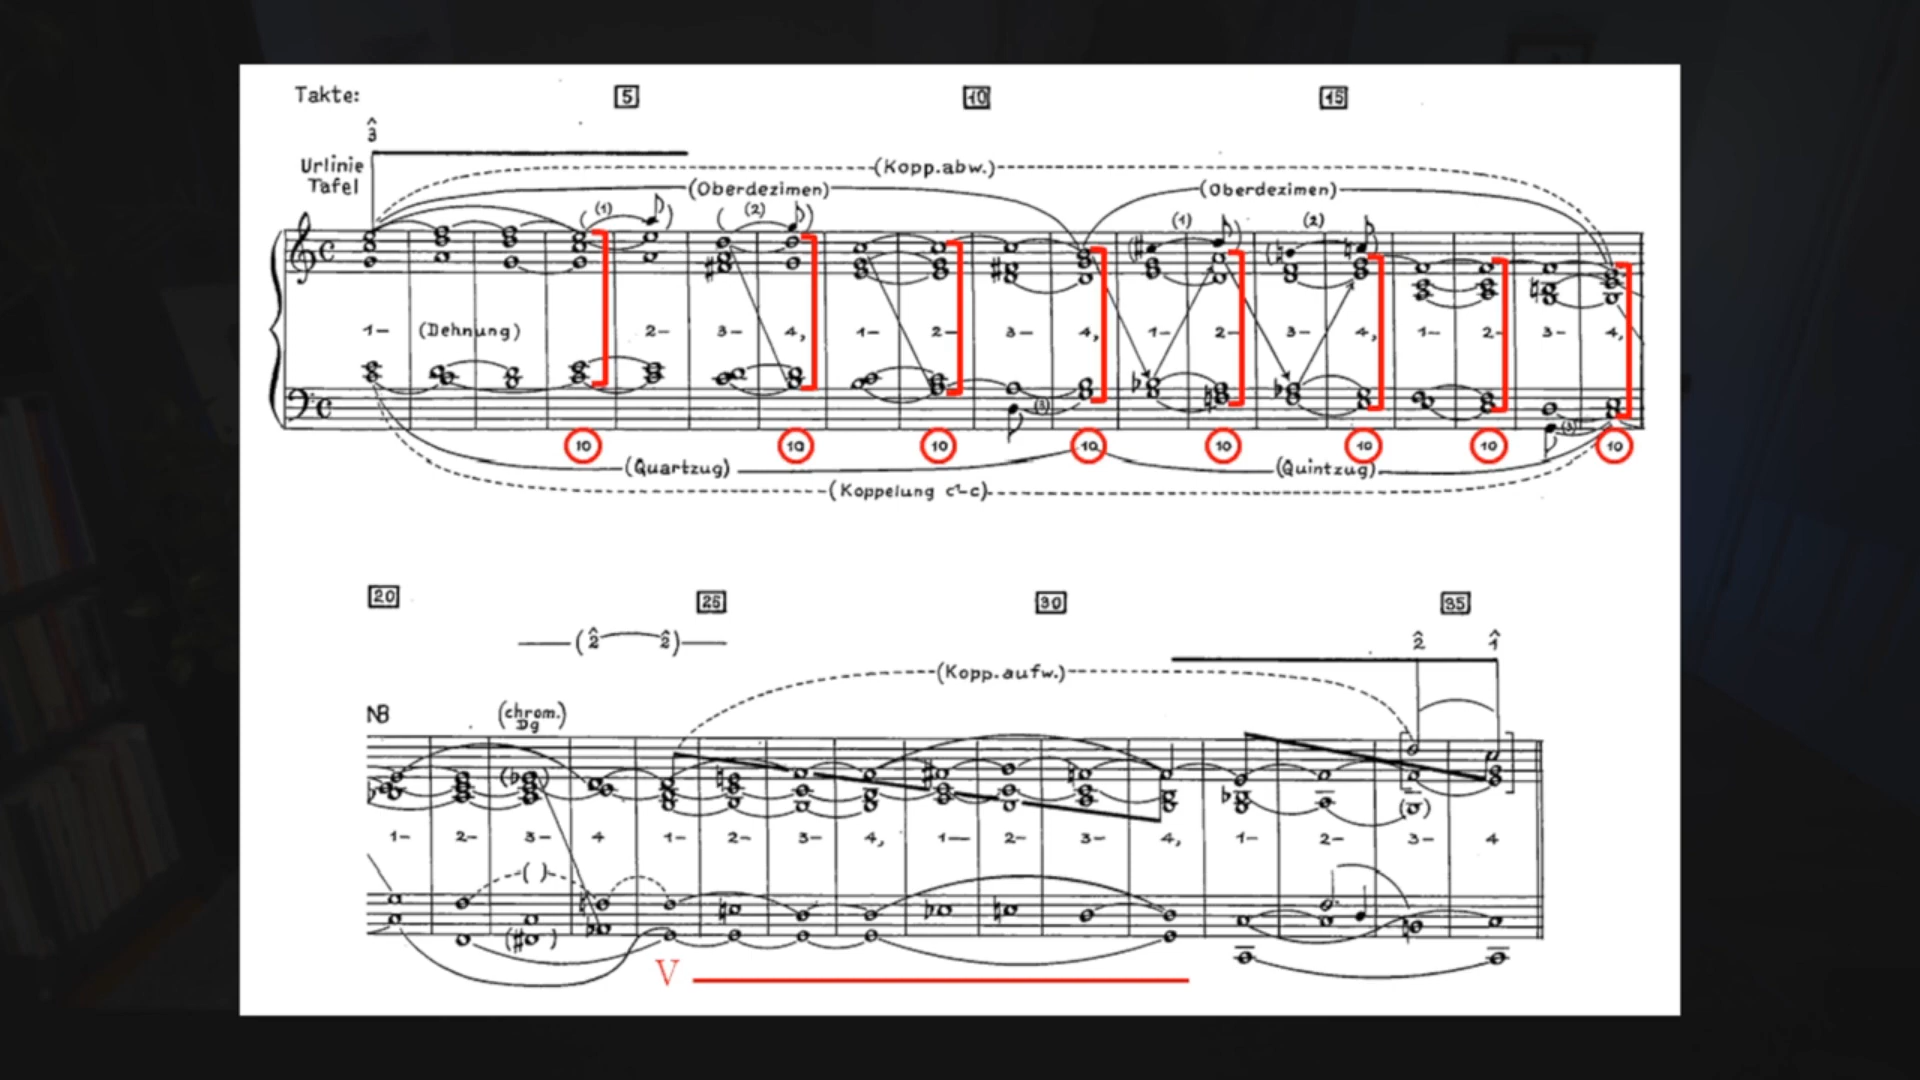 Takte: 5 10 15
^3
Urlinie
Tafel
(Kopp.abw.)
(Oberdezimen) (Oberdezimen)
(1) (2) (1) (2)
1– (Dehnung) 2– 3– 4, 1– 2– 3– 4, 1– 2– 3– 4, 1– 2– 3– 4,
(3) (3)
10 10 10 10 10 10 10 10
(Quartzug) (Quintzug)
(Koppelung c¹–c)
20 25 30 35
(^2 ^2) ^2 ^1
(Kopp.aufw.)
NB (chrom.)
Dg
1– 2– 3– 4 1– 2– 3– 4, 1– 2– 3– 4, 1– 2– 3– 4
V